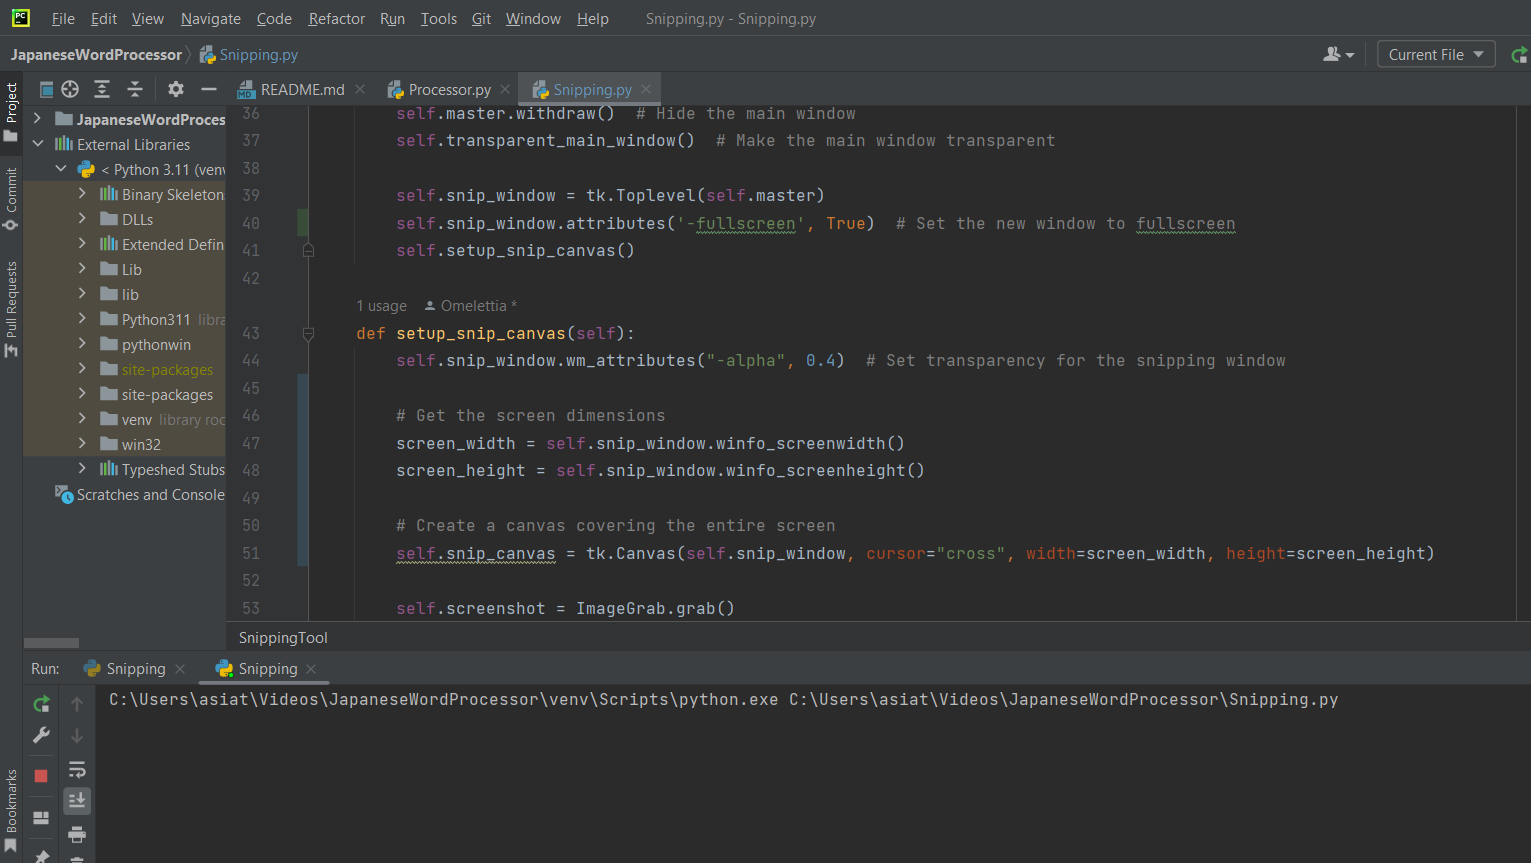 File Edit View Navigate Code Refactor Run Tools Git Window Help Snipping.py - Snipping.py
JapaneseWordProcessor Snipping.py Current File
README.md Processor.py Snipping.py
Project
Commit
Pull Requests
Bookmarks
JapaneseWordProces
External Libraries
< Python 3.11 (venv
Binary Skeleton
DLLs
Extended Defin
Lib
lib
Python311 libra
pythonwin
site-packages
site-packages
venv library roo
win32
Typeshed Stubs
Scratches and Console
36 self.master.withdraw() # Hide the main window
37 self.transparent_main_window() # Make the main window transparent
38
39 self.snip_window = tk.Toplevel(self.master)
40 self.snip_window.attributes('-fullscreen', True) # Set the new window to fullscreen
41 self.setup_snip_canvas()
42
1 usage Omelettia *
43 def setup_snip_canvas(self):
44 self.snip_window.wm_attributes("-alpha", 0.4) # Set transparency for the snipping window
45
46 # Get the screen dimensions
47 screen_width = self.snip_window.winfo_screenwidth()
48 screen_height = self.snip_window.winfo_screenheight()
49
50 # Create a canvas covering the entire screen
51 self.snip_canvas = tk.Canvas(self.snip_window, cursor="cross", width=screen_width, height=screen_height)
52
53 self.screenshot = ImageGrab.grab()
SnippingTool
Run: Snipping Snipping
C:\Users\asiat\Videos\JapaneseWordProcessor\venv\Scripts\python.exe C:\Users\asiat\Videos\JapaneseWordProcessor\Snipping.py